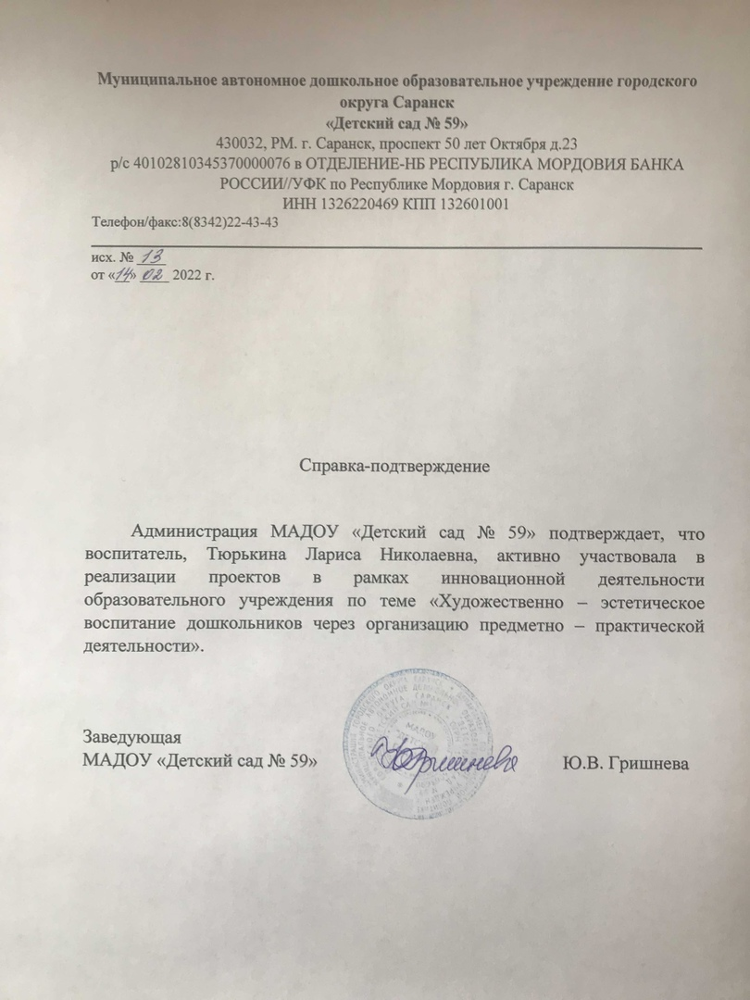 Муниципальное автономное дошкольное образовательное учреждение городского
округа Саранск
«Детский сад № 59»
430032, РМ. г. Саранск, проспект 50 лет Октября д.23
р/с 40102810345370000076 в ОТДЕЛЕНИЕ-НБ РЕСПУБЛИКА МОРДОВИЯ БАНКА
РОССИИ//УФК по Республике Мордовия г. Саранск
ИНН 1326220469 КПП 132601001
Телефон/факс:8(8342)22-43-43
исх. № 13
от «14» 02 2022 г.
Справка-подтверждение
Администрация МАДОУ «Детский сад № 59» подтверждает, что
воспитатель, Тюрькина Лариса Николаевна, активно участвовала в
реализации проектов в рамках инновационной деятельности
образовательного учреждения по теме «Художественно – эстетическое
воспитание дошкольников через организацию предметно – практической
деятельности».
Заведующая
МАДОУ «Детский сад № 59»
Ю.В. Гришнева